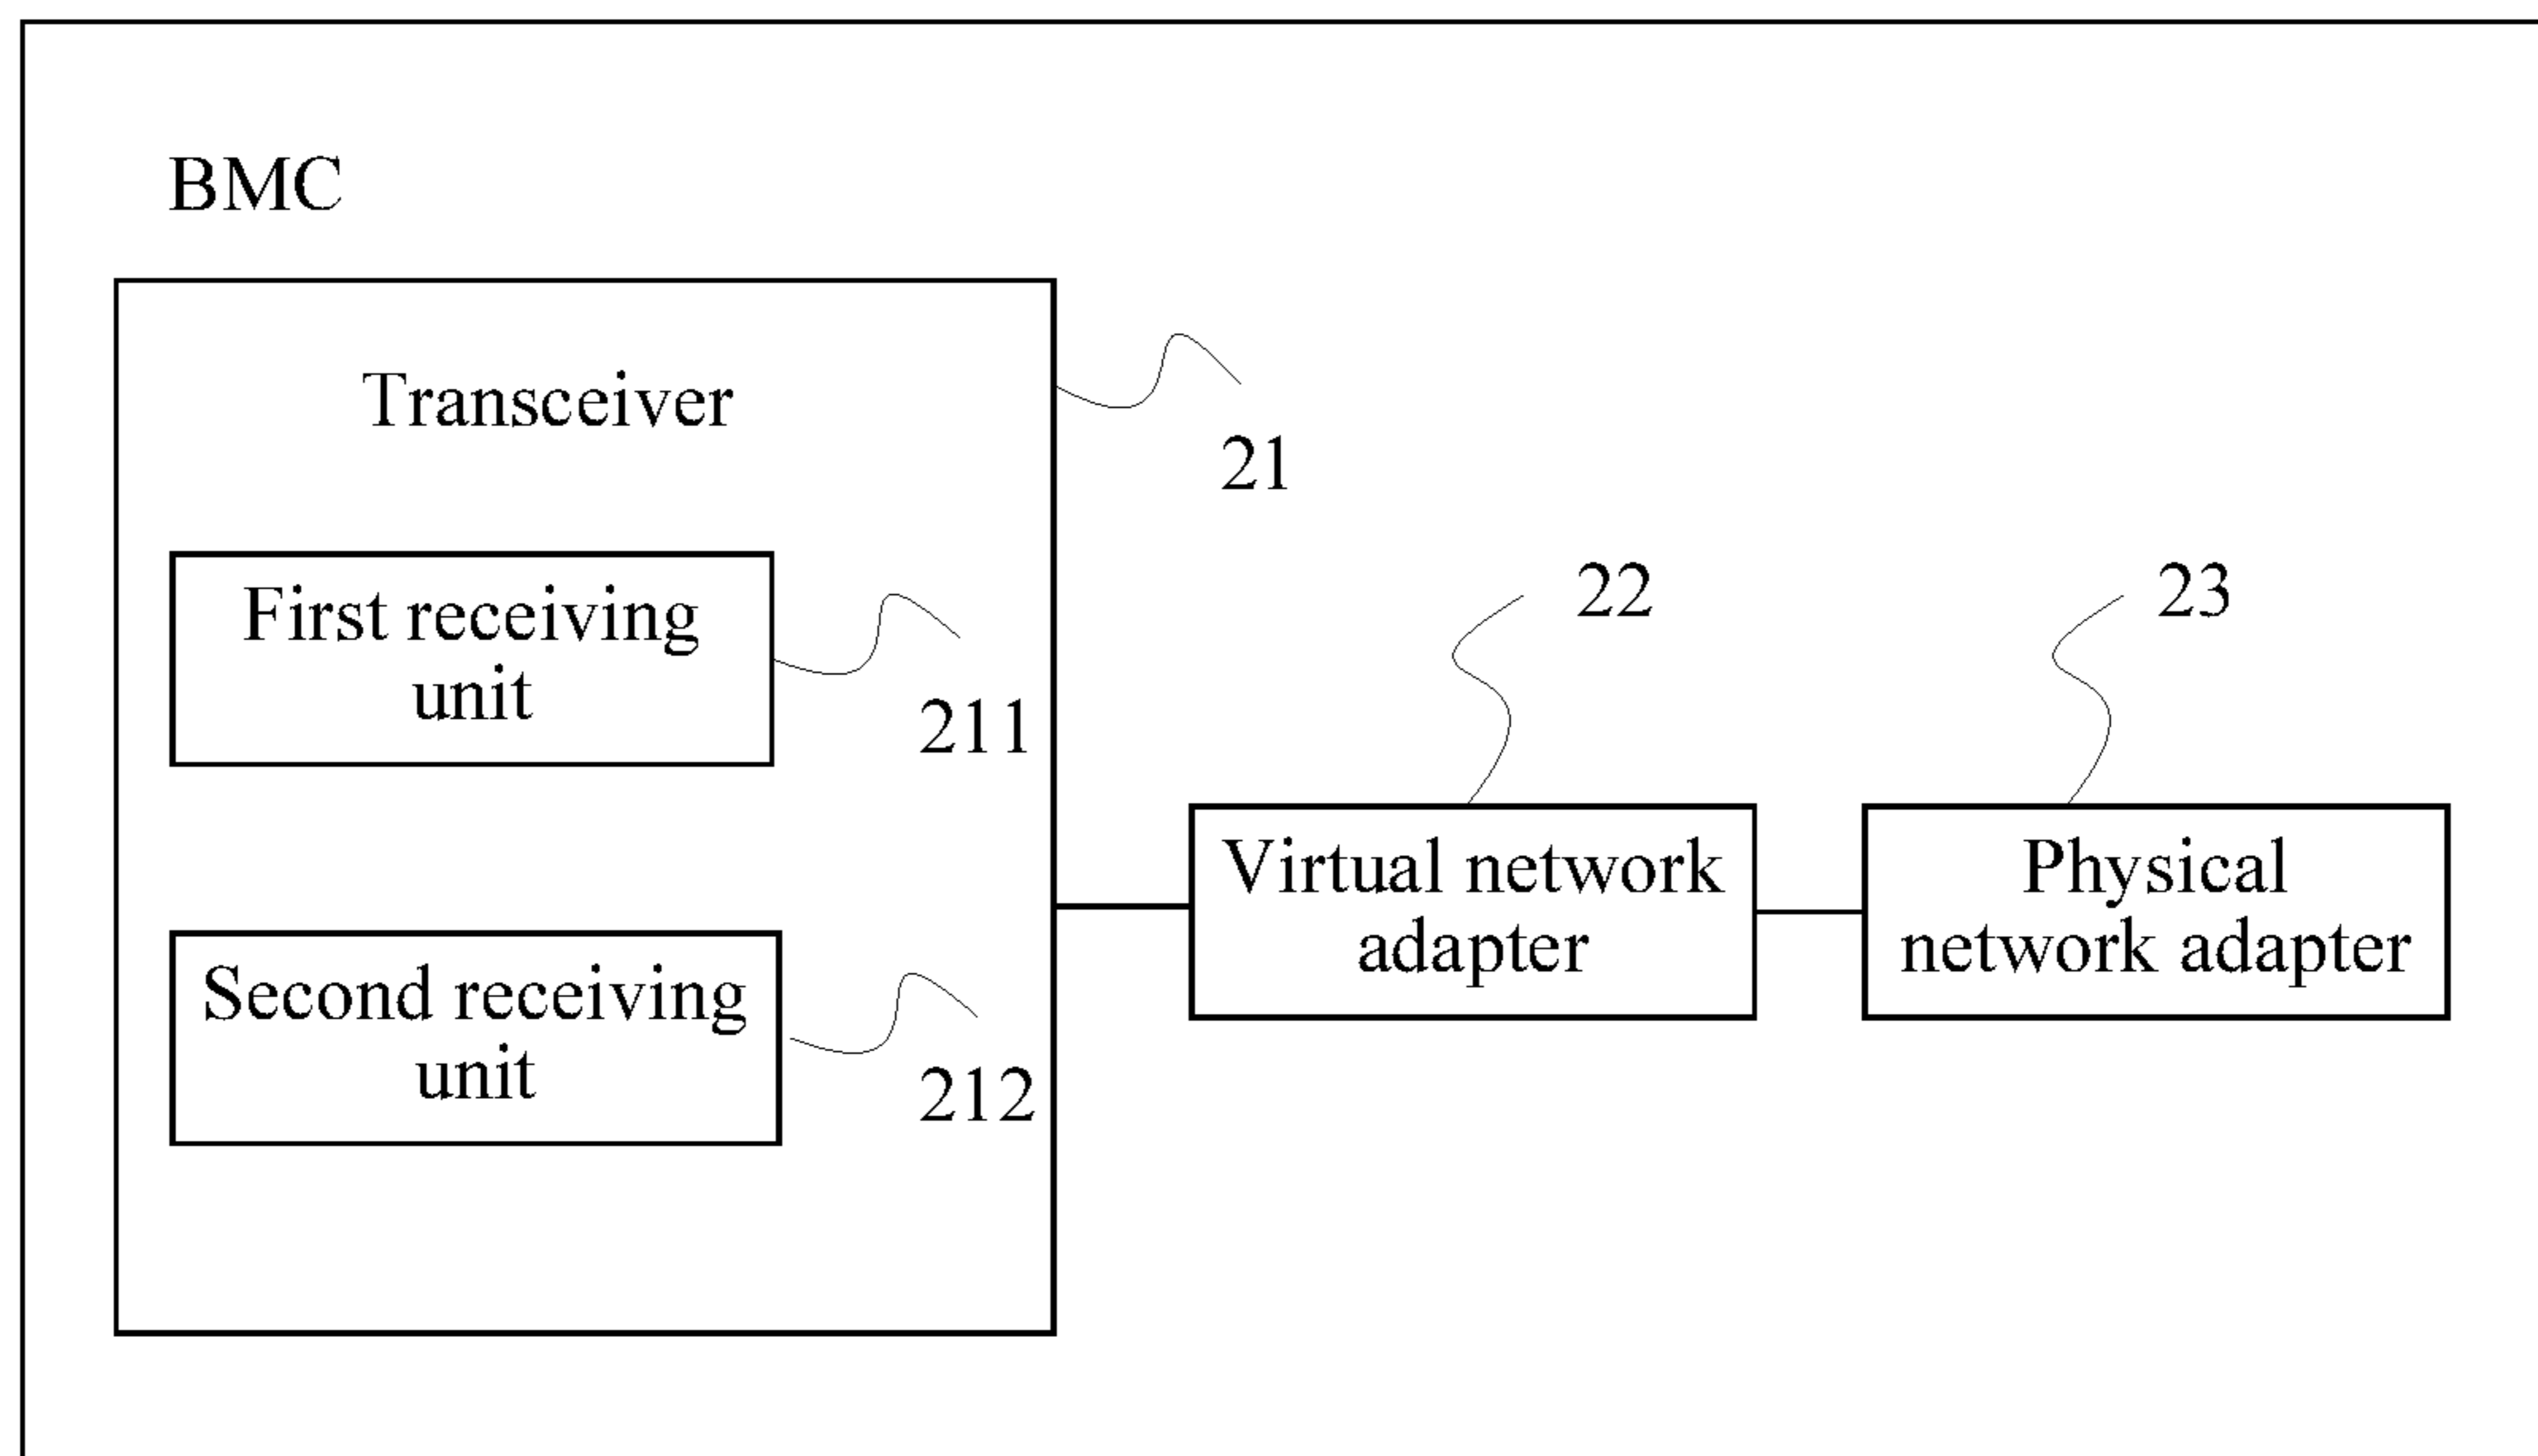 BMC
Transceiver
21
First receiving
unit
211
22
23
Virtual network
adapter
Physical
network adapter
Second receiving
unit
212